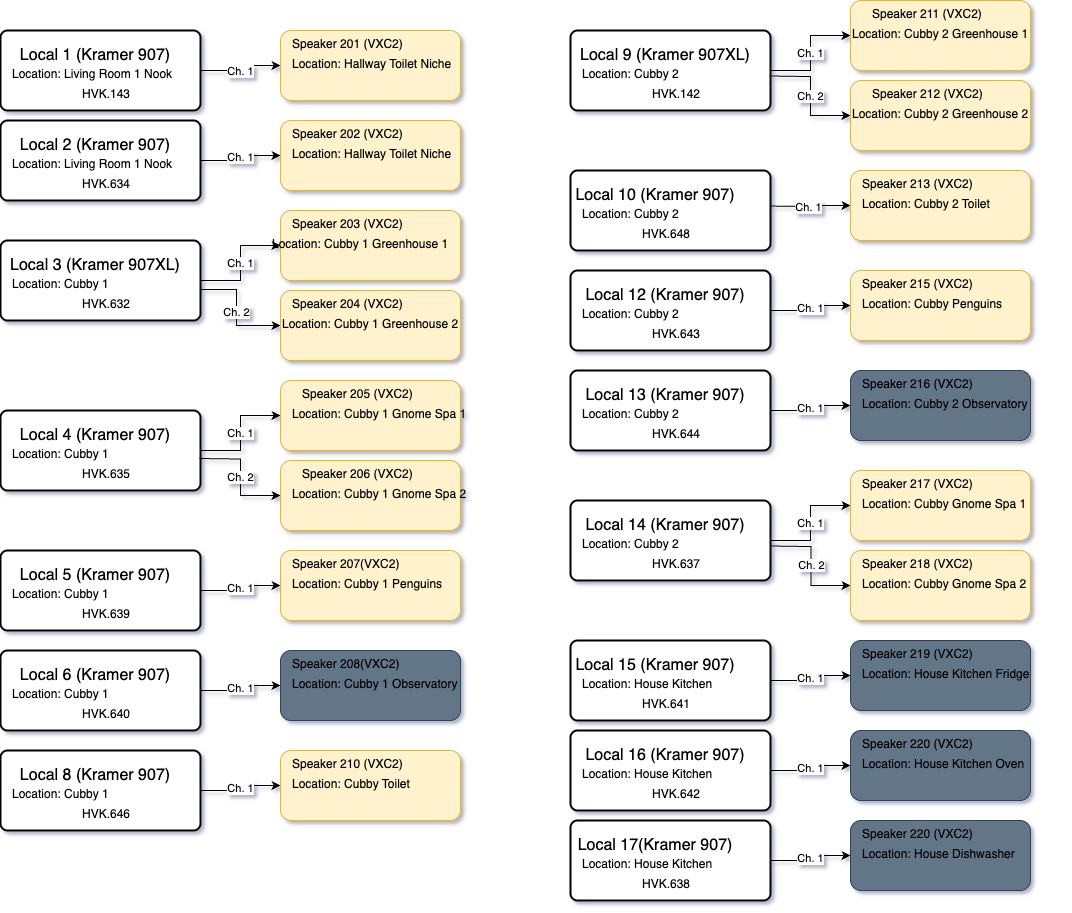 Local 1 (Kramer 907)
Location: Living Room 1 Nook
HVK.143
Ch. 1
Speaker 201 (VXC2)
Location: Hallway Toilet Niche
Local 2 (Kramer 907)
Location: Living Room 1 Nook
HVK.634
Ch. 1
Speaker 202 (VXC2)
Location: Hallway Toilet Niche
Local 3 (Kramer 907XL)
Location: Cubby 1
HVK.632
Ch. 1
Speaker 203 (VXC2)
Location: Cubby 1 Greenhouse 1
Ch. 2
Speaker 204 (VXC2)
Location: Cubby 1 Greenhouse 2
Local 4 (Kramer 907)
Location: Cubby 1
HVK.635
Ch. 1
Speaker 205 (VXC2)
Location: Cubby 1 Gnome Spa 1
Ch. 2
Speaker 206 (VXC2)
Location: Cubby 1 Gnome Spa 2
Local 5 (Kramer 907)
Location: Cubby 1
HVK.639
Ch. 1
Speaker 207(VXC2)
Location: Cubby 1 Penguins
Local 6 (Kramer 907)
Location: Cubby 1
HVK.640
Ch. 1
Speaker 208(VXC2)
Location: Cubby 1 Observatory
Local 8 (Kramer 907)
Location: Cubby 1
HVK.646
Ch. 1
Speaker 210 (VXC2)
Location: Cubby Toilet
Local 9 (Kramer 907XL)
Location: Cubby 2
HVK.142
Ch. 1
Speaker 211 (VXC2)
Location: Cubby 2 Greenhouse 1
Ch. 2
Speaker 212 (VXC2)
Location: Cubby 2 Greenhouse 2
Local 10 (Kramer 907)
Location: Cubby 2
HVK.648
Ch. 1
Speaker 213 (VXC2)
Location: Cubby 2 Toilet
Local 12 (Kramer 907)
Location: Cubby 2
HVK.643
Ch. 1
Speaker 215 (VXC2)
Location: Cubby Penguins
Local 13 (Kramer 907)
Location: Cubby 2
HVK.644
Ch. 1
Speaker 216 (VXC2)
Location: Cubby 2 Observatory
Local 14 (Kramer 907)
Location: Cubby 2
HVK.637
Ch. 1
Speaker 217 (VXC2)
Location: Cubby Gnome Spa 1
Ch. 2
Speaker 218 (VXC2)
Location: Cubby Gnome Spa 2
Local 15 (Kramer 907)
Location: House Kitchen
HVK.641
Ch. 1
Speaker 219 (VXC2)
Location: House Kitchen Fridge
Local 16 (Kramer 907)
Location: House Kitchen
HVK.642
Ch. 1
Speaker 220 (VXC2)
Location: House Kitchen Oven
Local 17(Kramer 907)
Location: House Kitchen
HVK.638
Ch. 1
Speaker 220 (VXC2)
Location: House Dishwasher